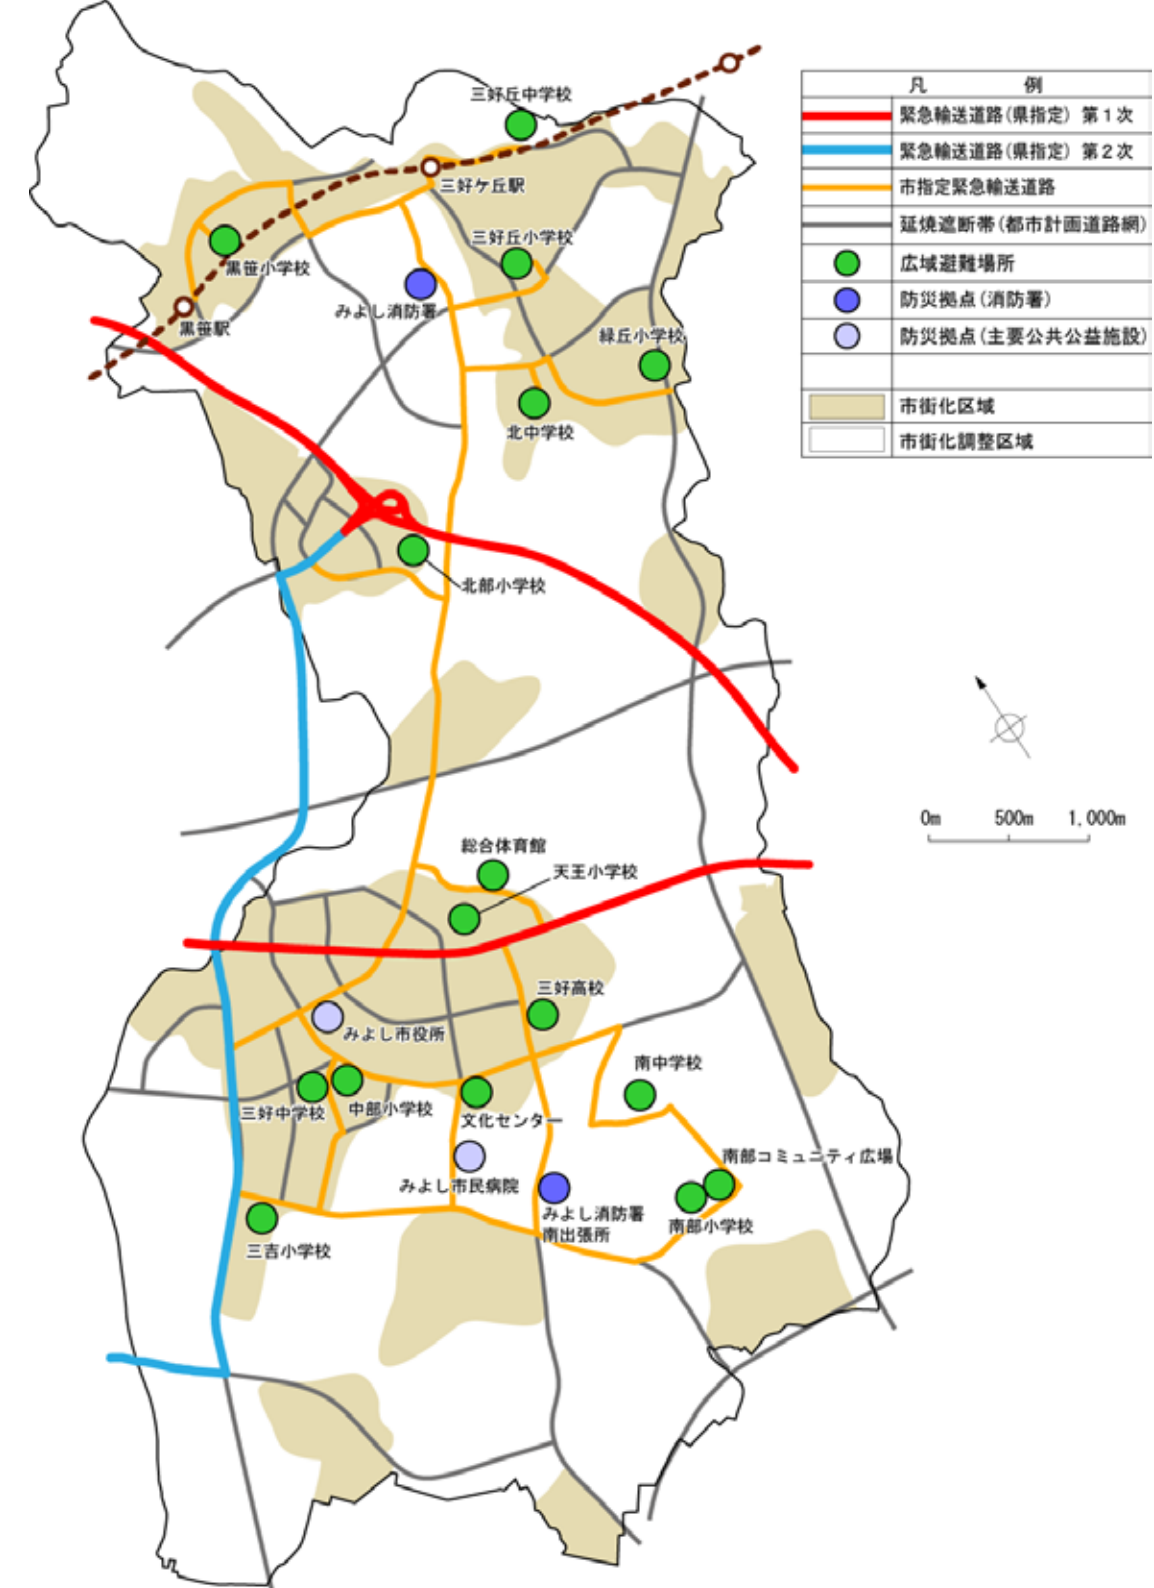 凡 例
緊急輸送道路(県指定) 第1次
緊急輸送道路(県指定) 第2次
市指定緊急輸送道路
延焼遮断帯(都市計画道路網)
広域避難場所
防災拠点(消防署)
防災拠点(主要公共公益施設)
市街化区域
市街化調整区域
三好丘中学校
三好ケ丘駅
三好丘小学校
黒笹小学校
みよし消防署
黒笹駅
緑丘小学校
北中学校
北部小学校
0m 500m 1,000m
総合体育館
天王小学校
三好高校
みよし市役所
南中学校
三好中学校
中部小学校
文化センター
南部コミュニティ広場
みよし市民病院
みよし消防署
南出張所
南部小学校
三吉小学校